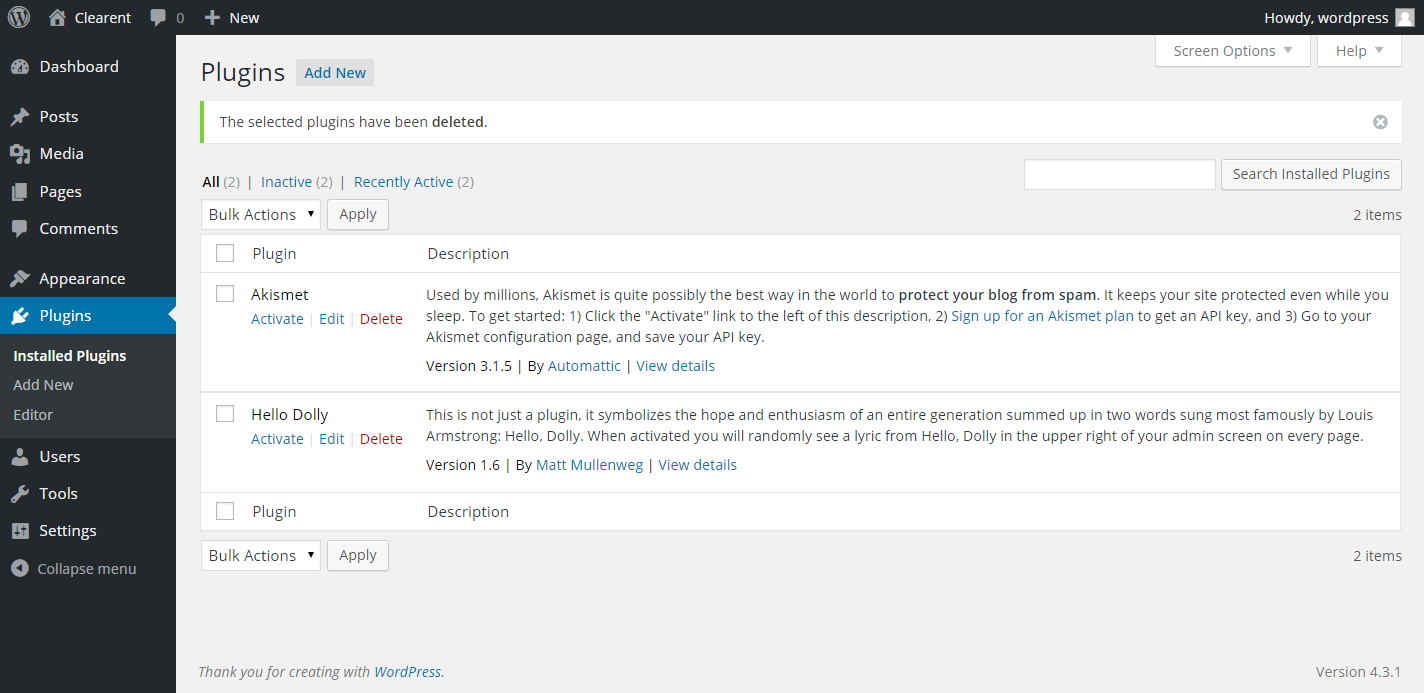 Clearent 0 New Howdy, wordpress
Dashboard
Posts
Media
Pages
Comments
Appearance
Plugins
Installed Plugins
Add New
Editor
Users
Tools
Settings
Collapse menu
Screen Options Help
Plugins Add New
The selected plugins have been deleted.
All (2) | Inactive (2) | Recently Active (2)
Search Installed Plugins
Bulk Actions Apply 2 items
Plugin Description
Akismet
Activate | Edit | Delete
Used by millions, Akismet is quite possibly the best way in the world to protect your blog from spam. It keeps your site protected even while you
sleep. To get started: 1) Click the "Activate" link to the left of this description, 2) Sign up for an Akismet plan to get an API key, and 3) Go to your
Akismet configuration page, and save your API key.
Version 3.1.5 | By Automattic | View details
Hello Dolly
Activate | Edit | Delete
This is not just a plugin, it symbolizes the hope and enthusiasm of an entire generation summed up in two words sung most famously by Louis
Armstrong: Hello, Dolly. When activated you will randomly see a lyric from Hello, Dolly in the upper right of your admin screen on every page.
Version 1.6 | By Matt Mullenweg | View details
Plugin Description
Bulk Actions Apply 2 items
Thank you for creating with WordPress. Version 4.3.1